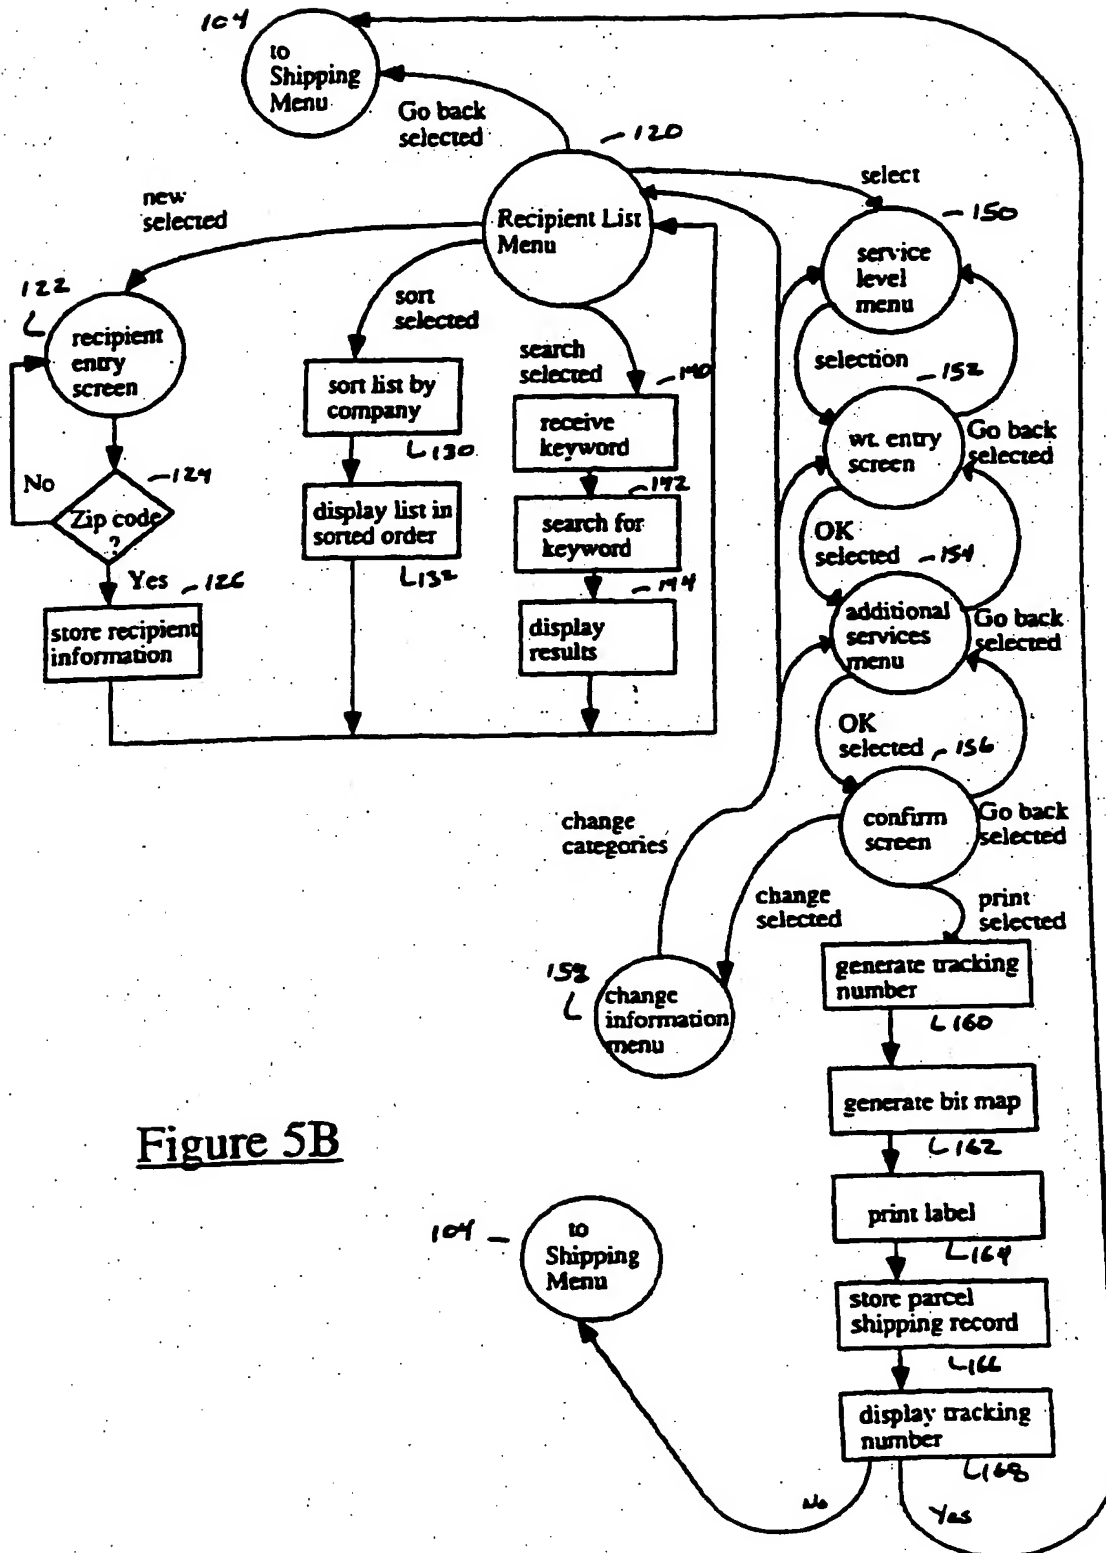 104
to
Shipping
Menu
Go back
selected
120
Recipient List
Menu
select
150
service
level
menu
new
selected
122
recipient
entry
screen
sort
selected
search
selected
140
selection
152
sort list by
company
130
receive
keyword
wt. entry
screen
Go back
selected
No
124
Zip code
?
142
display list in
sorted order
132
search for
keyword
OK
selected
154
Yes
126
144
store recipient
information
display
results
additional
services
menu
Go back
selected
OK
selected
156
change
categories
confirm
screen
Go back
selected
change
selected
print
selected
158
change
information
menu
generate tracking
number
160
generate bit map
162
Figure 5B
104
to
Shipping
Menu
print label
164
store parcel
shipping record
166
display tracking
number
168
No
Yes